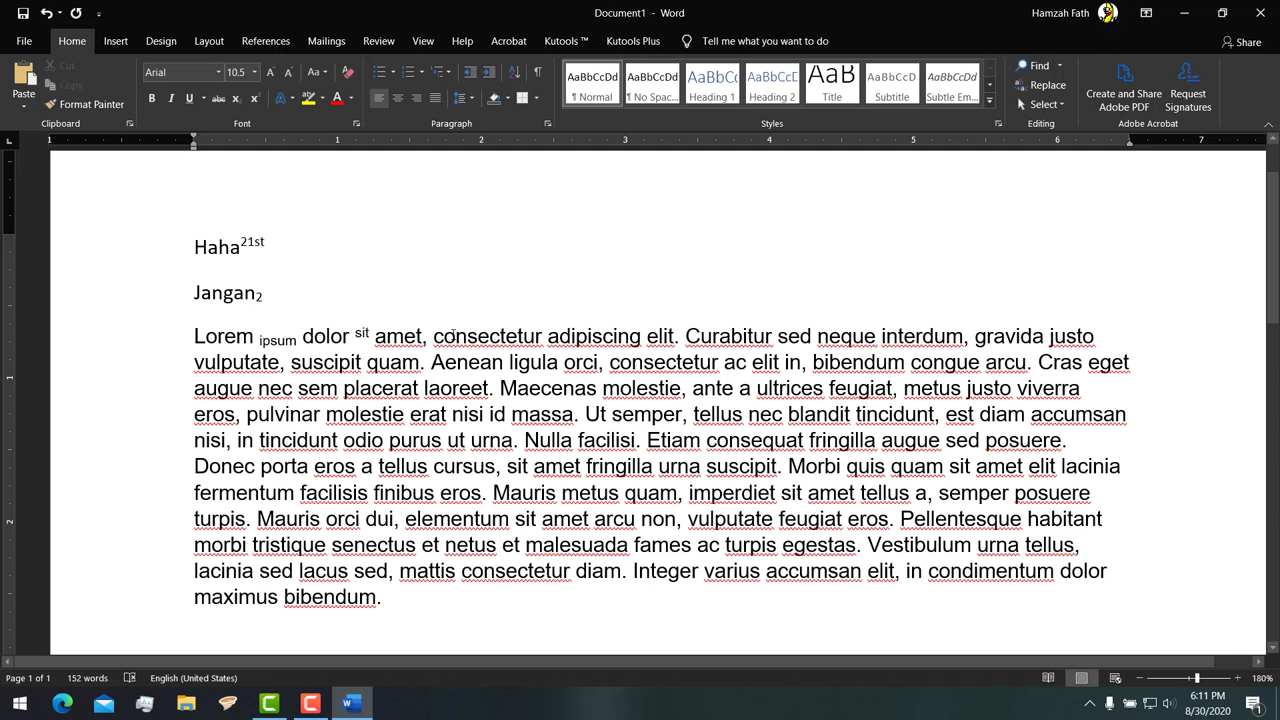 Document1 - Word
Hamzah Fath
File Home Insert Design Layout References Mailings Review View Help Acrobat Kutools ™ Kutools Plus Tell me what you want to do Share
Paste
Cut
Copy
Format Painter
Clipboard
Arial 10.5
Font
Paragraph
AaBbCcDd AaBbCcDd AaBbCc AaBbCcC AaB AaBbCcD AaBbCcDd
¶ Normal ¶ No Spac... Heading 1 Heading 2 Title Subtitle Subtle Em...
Styles
Find
Replace
Select
Editing
Create and Share Adobe PDF
Request Signatures
Adobe Acrobat
1 1 2 3 4 5 6 7
Haha21st
Jangan2
Lorem ipsum dolor sit amet, consectetur adipiscing elit. Curabitur sed neque interdum, gravida justo
vulputate, suscipit quam. Aenean ligula orci, consectetur ac elit in, bibendum congue arcu. Cras eget
augue nec sem placerat laoreet. Maecenas molestie, ante a ultrices feugiat, metus justo viverra
eros, pulvinar molestie erat nisi id massa. Ut semper, tellus nec blandit tincidunt, est diam accumsan
nisi, in tincidunt odio purus ut urna. Nulla facilisi. Etiam consequat fringilla augue sed posuere.
Donec porta eros a tellus cursus, sit amet fringilla urna suscipit. Morbi quis quam sit amet elit lacinia
fermentum facilisis finibus eros. Mauris metus quam, imperdiet sit amet tellus a, semper posuere
turpis. Mauris orci dui, elementum sit amet arcu non, vulputate feugiat eros. Pellentesque habitant
morbi tristique senectus et netus et malesuada fames ac turpis egestas. Vestibulum urna tellus,
lacinia sed lacus sed, mattis consectetur diam. Integer varius accumsan elit, in condimentum dolor
maximus bibendum.
Page 1 of 1 152 words English (United States) 180%
6:11 PM
8/30/2020